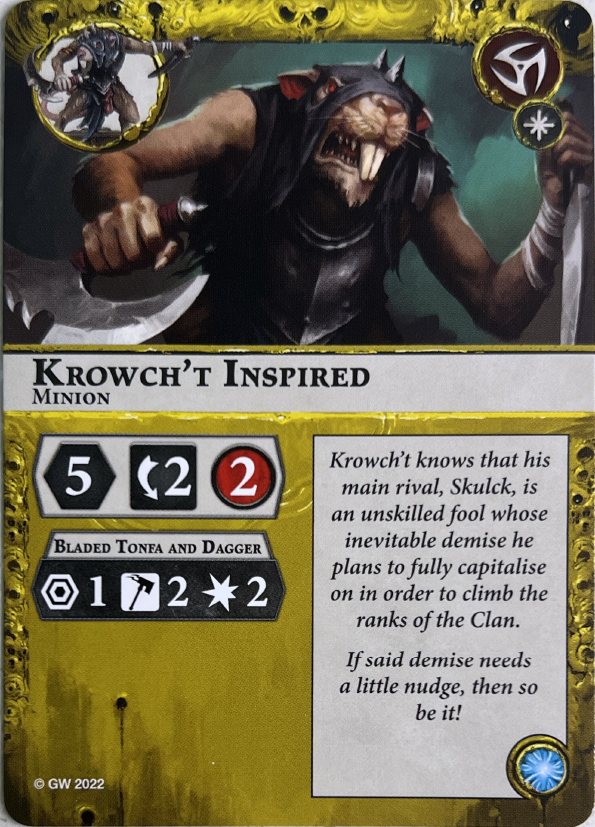 Krowch't Inspired
Minion
5 2 2
Bladed Tonfa and Dagger
1 2 2
Krowch't knows that his
main rival, Skulck, is
an unskilled fool whose
inevitable demise he
plans to fully capitalise
on in order to climb the
ranks of the Clan.
If said demise needs
a little nudge, then so
be it!
© GW 2022